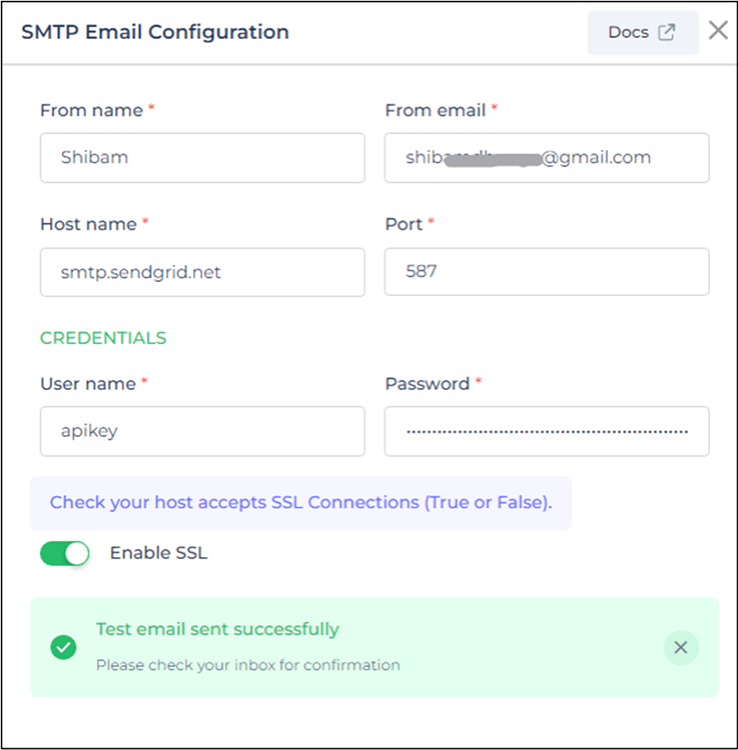 SMTP Email Configuration
Docs
From name *
From email *
Shibam
@gmail.com
Host name *
Port *
smtp.sendgrid.net
587
CREDENTIALS
User name *
Password *
apikey
Check your host accepts SSL Connections (True or False).
Enable SSL
Test email sent successfully
Please check your inbox for confirmation